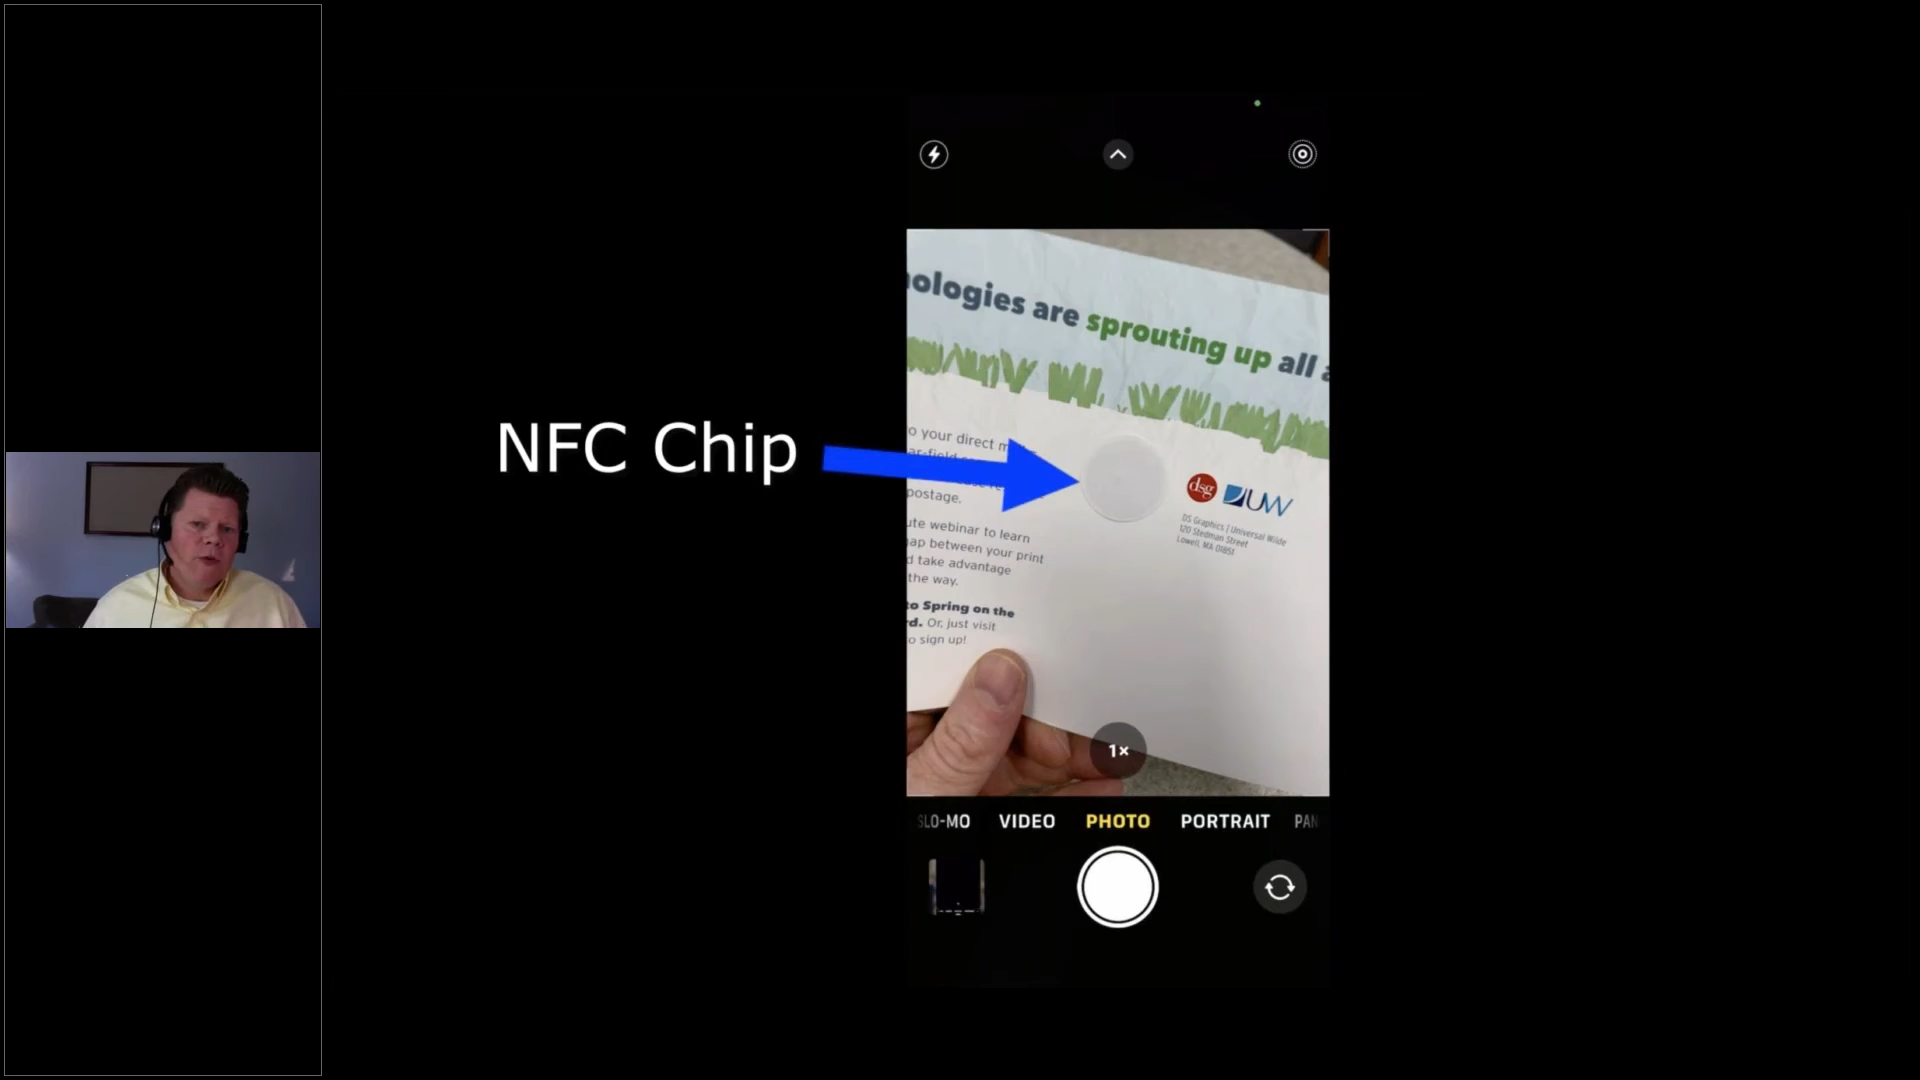 NFC Chip
ologies are sprouting up all
o your direct
postage.
ute webinar to learn
ap between your print
d take advantage
the way.
to Spring on the
rd. Or, just visit
o sign up!
dsg UW
DS Graphics | Universal Wilde
120 Stedman Street
Lowell, MA 01851
1×
SLO-MO VIDEO PHOTO PORTRAIT PAN